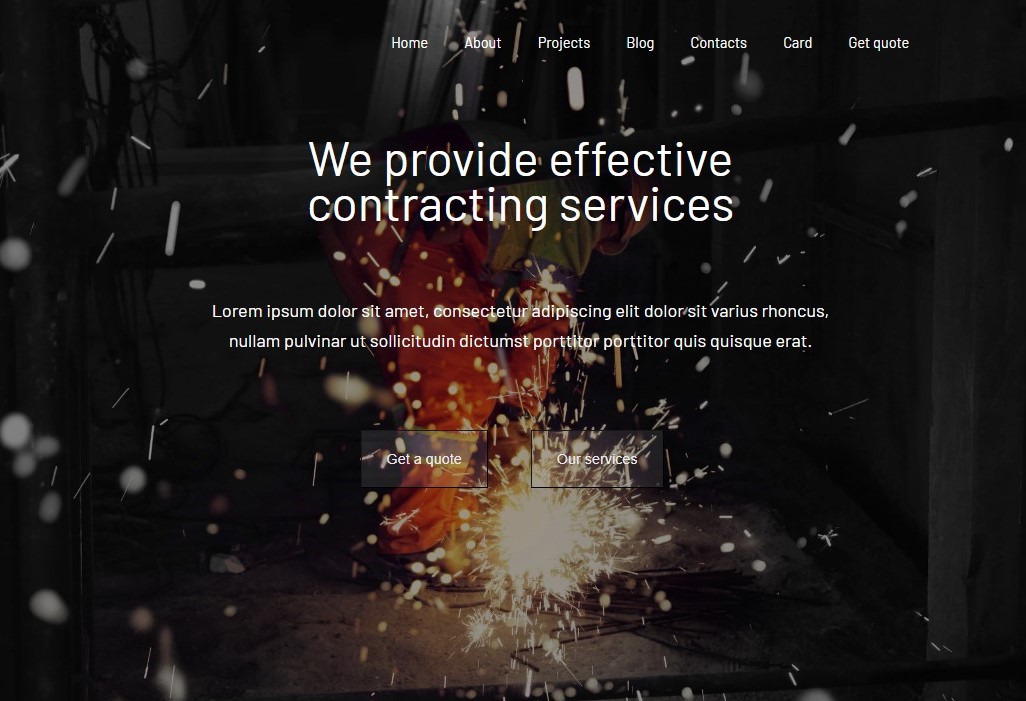 Home About Projects Blog Contacts Card Get quote
We provide effective
contracting services
Lorem ipsum dolor sit amet, consectetur adipiscing elit dolor sit varius rhoncus,
nullam pulvinar ut sollicitudin dictumst porttitor porttitor quis quisque erat.
Get a quote Our services